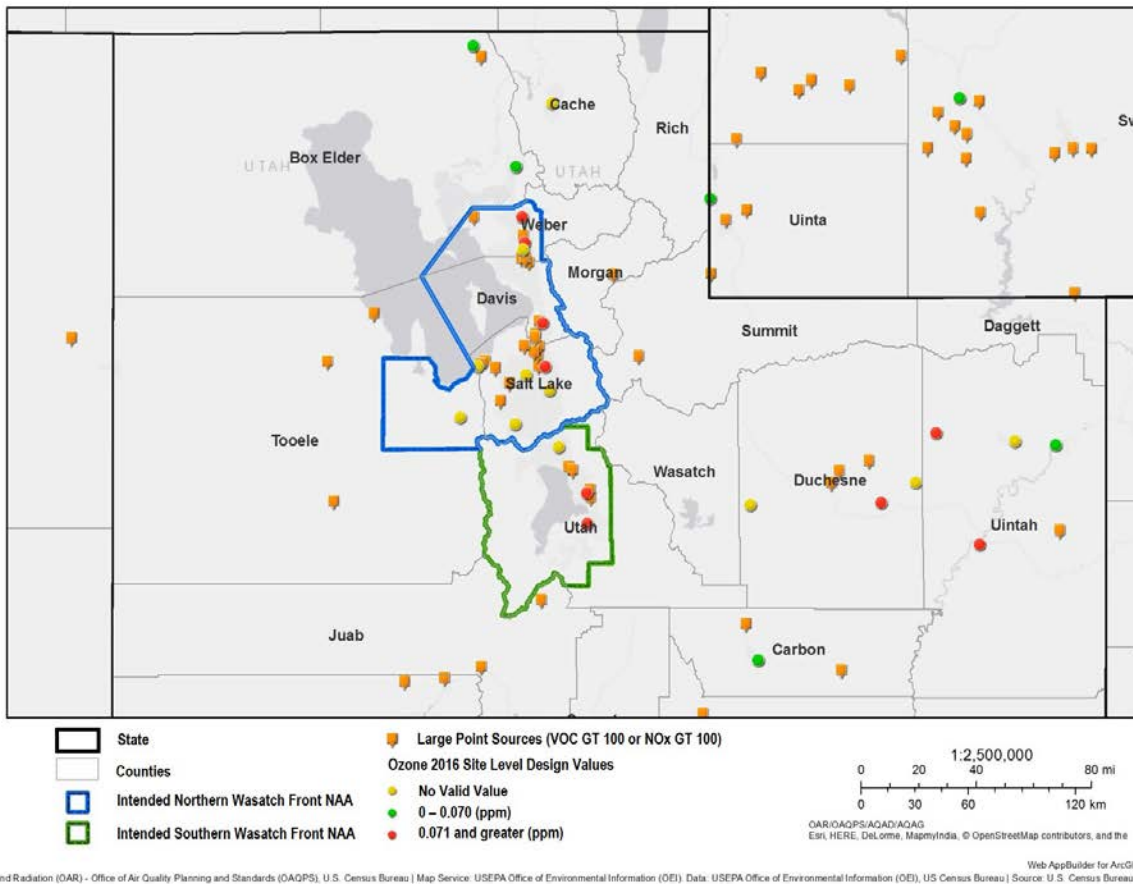 Cache
Rich
Box Elder
UTAH
UTAH
Sw
Uinta
Weber
Morgan
Davis
Summit
Daggett
Salt Lake
Tooele
Wasatch
Duchesne
Utah
Uintah
Juab
Carbon
State
Counties
Intended Northern Wasatch Front NAA
Intended Southern Wasatch Front NAA
Large Point Sources (VOC GT 100 or NOx GT 100)
Ozone 2016 Site Level Design Values
No Valid Value
0 – 0.070 (ppm)
0.071 and greater (ppm)
1:2,500,000
0 20 40 80 mi
0 30 60 120 km
OAR/OAQPS/AQAD/AQAG
Esri, HERE, DeLorme, MapmyIndia, © OpenStreetMap contributors, and the
Web AppBuilder for ArcGI
nd Radiation (OAR) - Office of Air Quality Planning and Standards (OAQPS), U.S. Census Bureau | Map Service: USEPA Office of Environmental Information (OEI). Data: USEPA Office of Environmental Information (OEI), US Census Bureau | Source: U.S. Census Bureau